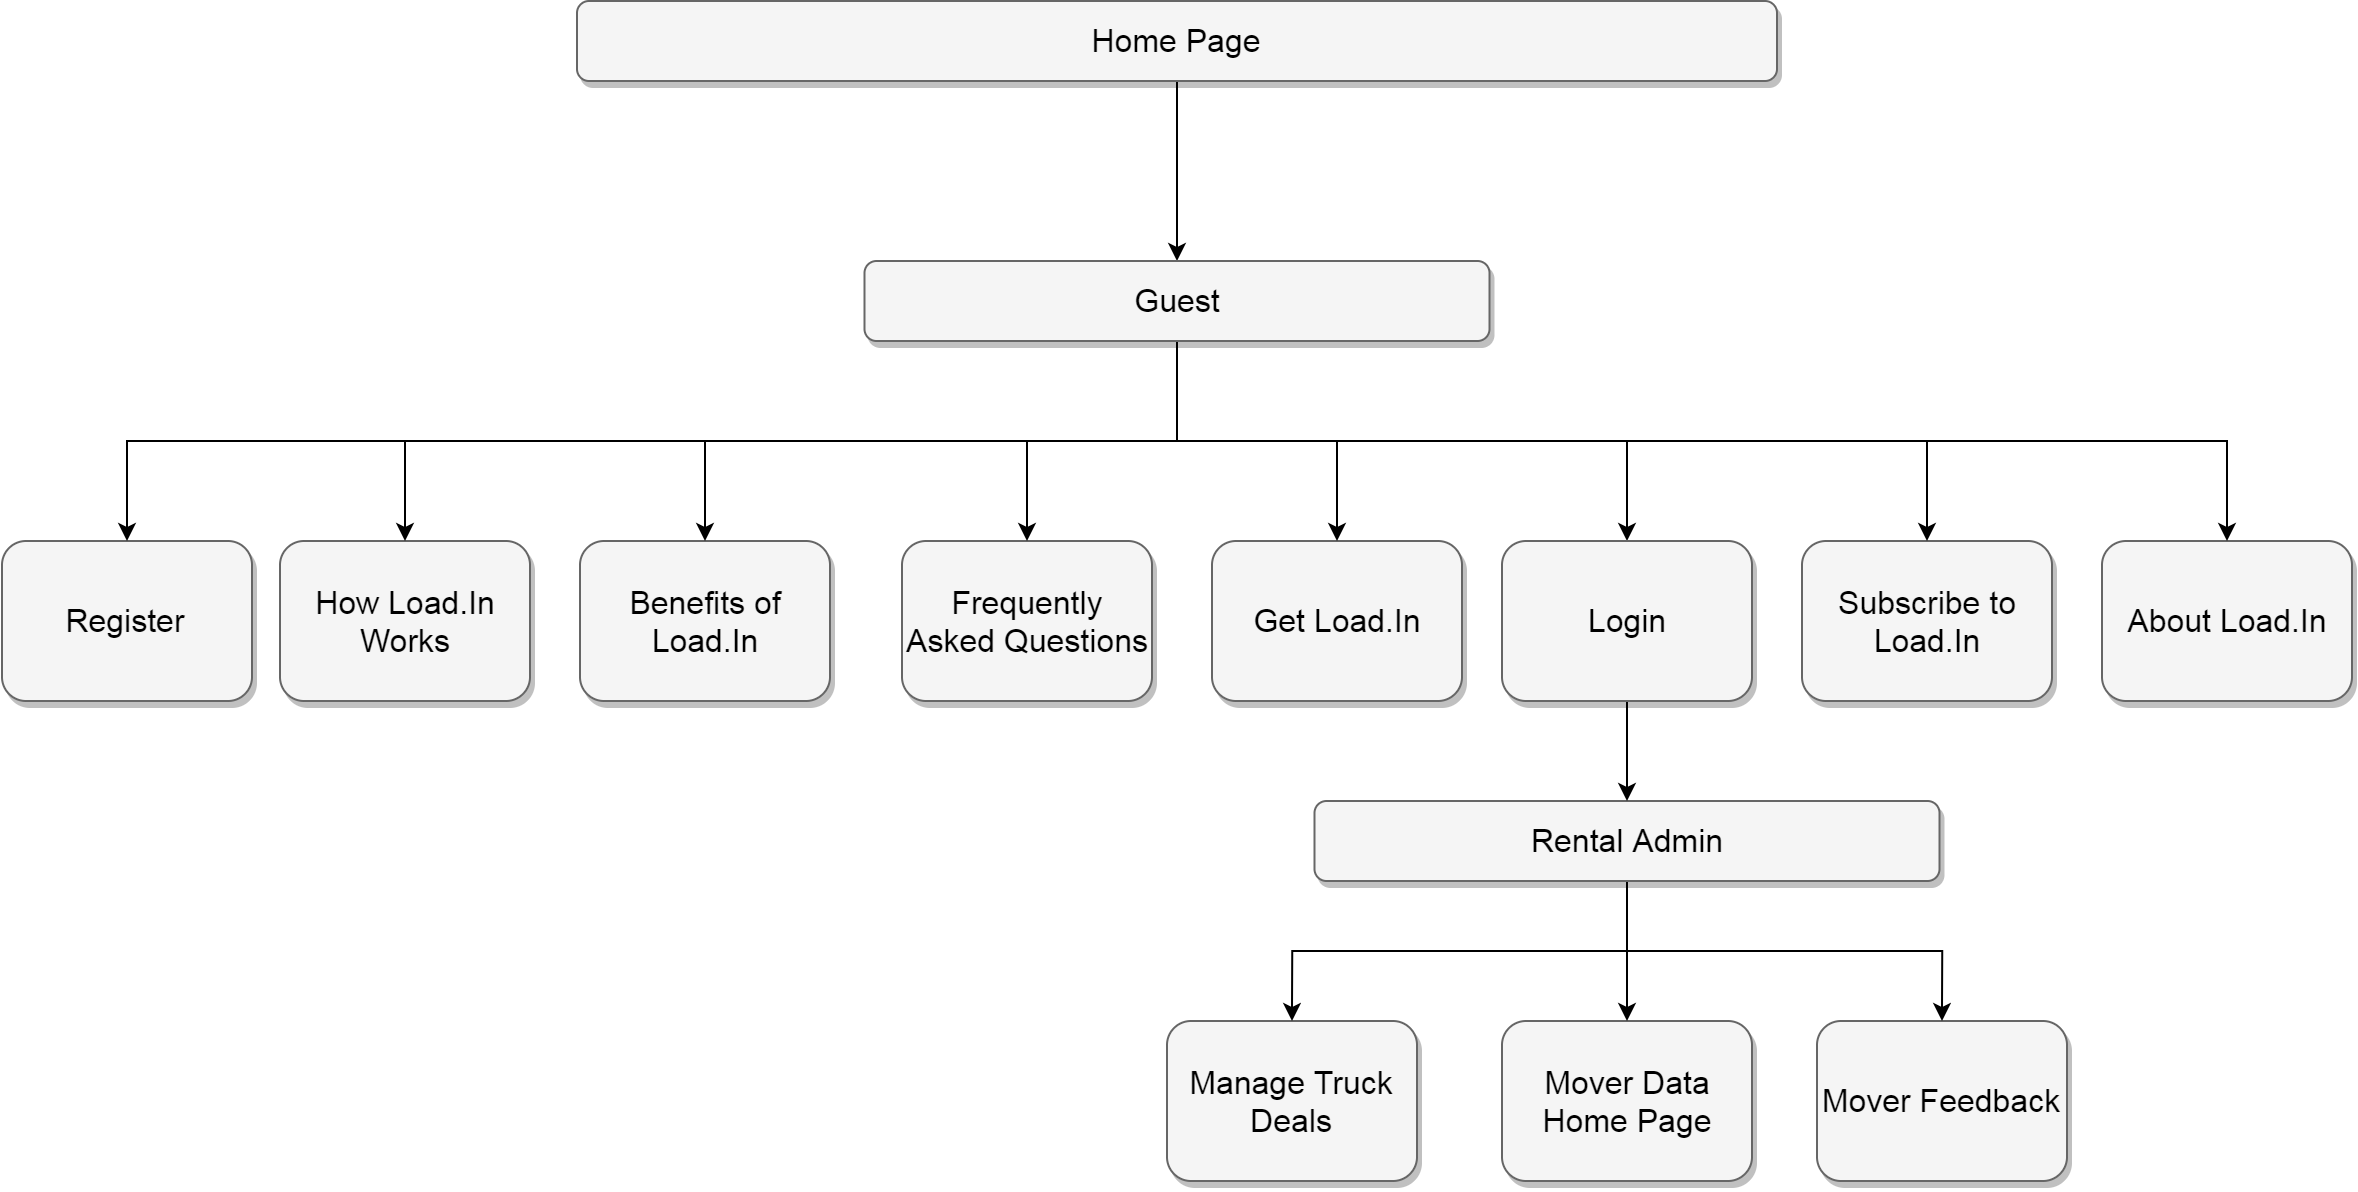 Home Page
Guest
Register
How Load.In
Works
Benefits of
Load.In
Frequently
Asked Questions
Get Load.In
Login
Subscribe to
Load.In
About Load.In
Rental Admin
Manage Truck
Deals
Mover Data
Home Page
Mover Feedback